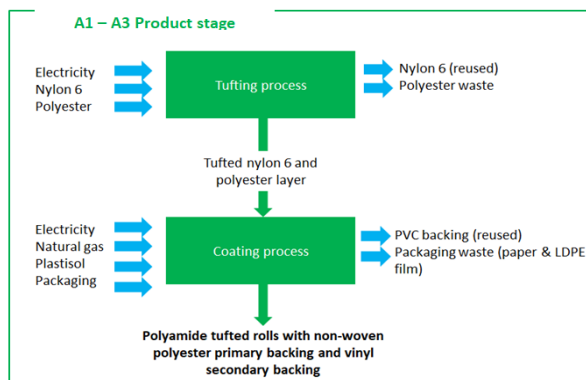 A1 – A3 Product stage
Electricity
Nylon 6
Polyester
Tufting process
Nylon 6 (reused)
Polyester waste
Tufted nylon 6 and
polyester layer
Electricity
Natural gas
Plastisol
Packaging
Coating process
PVC backing (reused)
Packaging waste (paper & LDPE
film)
Polyamide tufted rolls with non-woven
polyester primary backing and vinyl
secondary backing